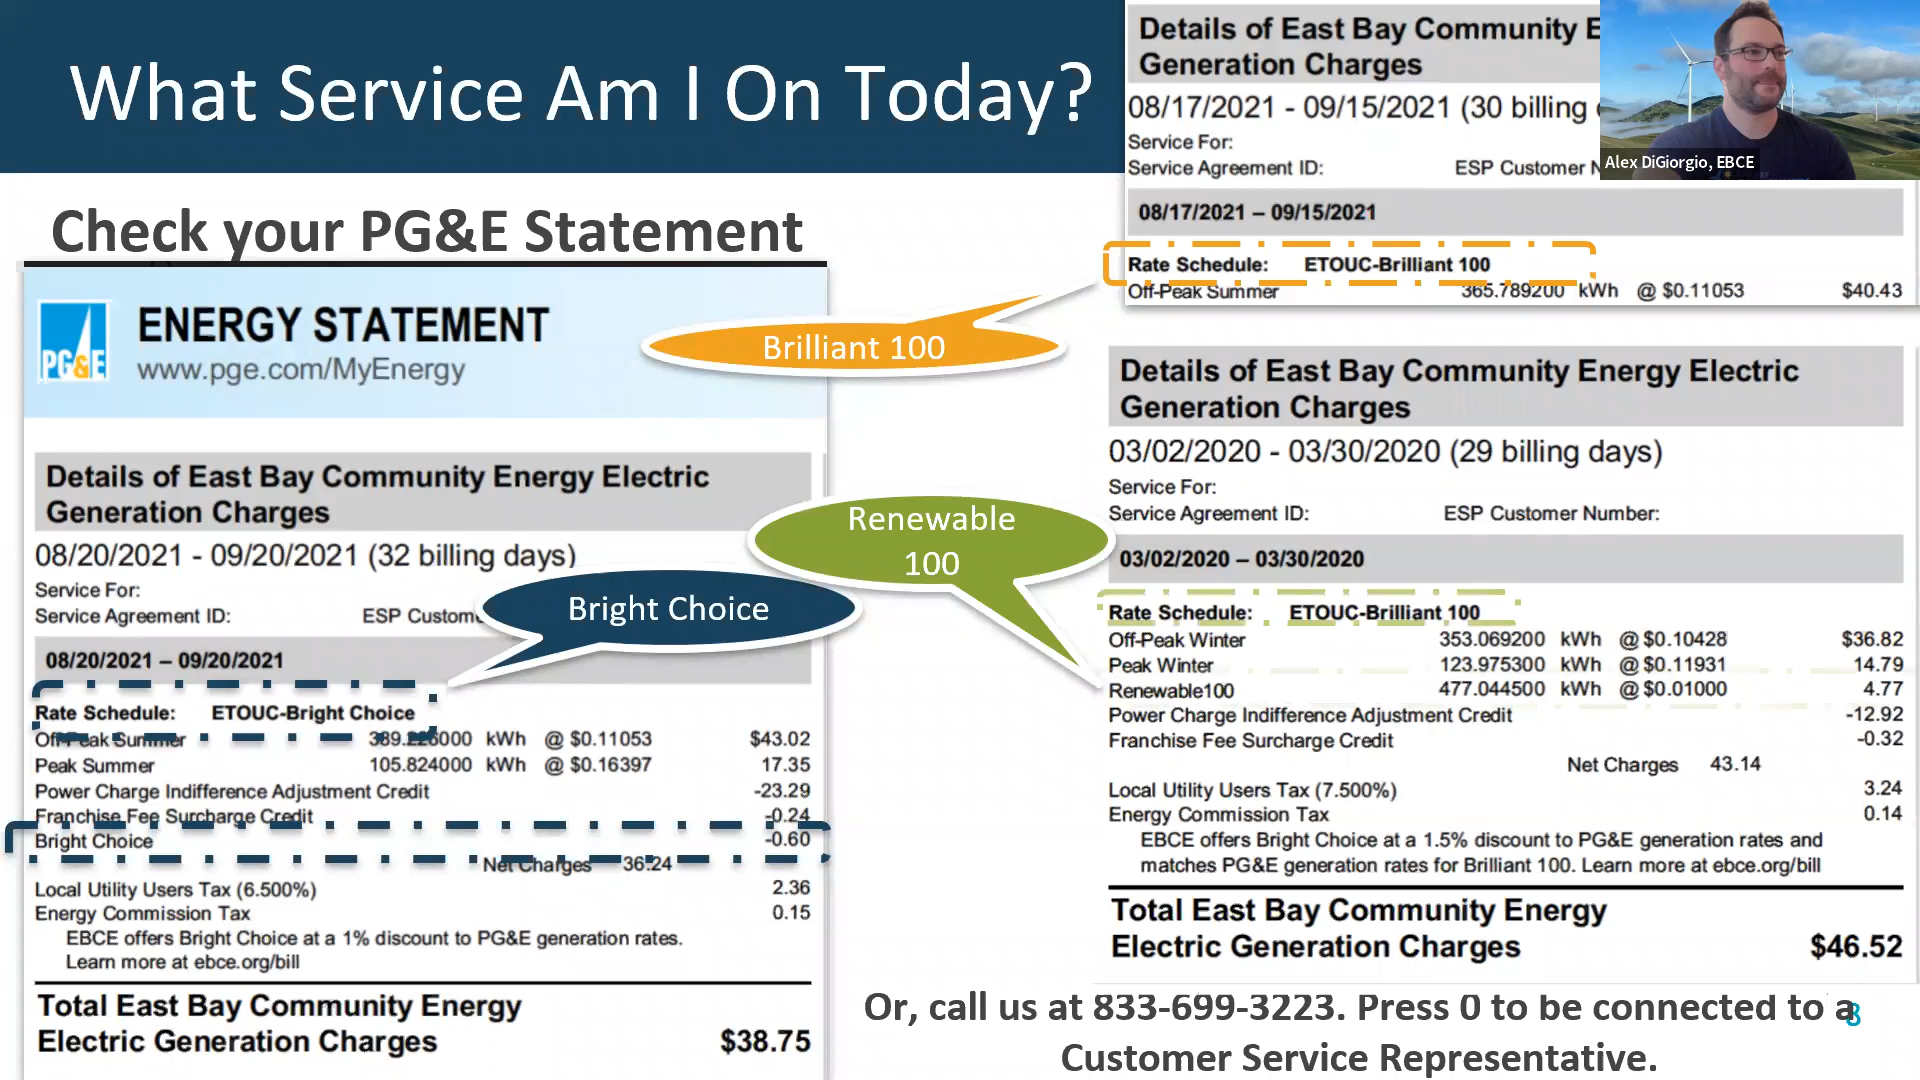 What Service Am I On Today?
Check your PG&E Statement
PG&E
ENERGY STATEMENT
www.pge.com/MyEnergy
Details of East Bay Community Energy Electric
Generation Charges
08/20/2021 - 09/20/2021 (32 billing days)
Service For:
Service Agreement ID: ESP
08/20/2021 – 09/20/2021
Rate Schedule: ETOUC-Bright Choice
Off-Peak Summer 389.226000 kWh @ $0.11053 $43.02
Peak Summer 105.824000 kWh @ $0.16397 17.35
Power Charge Indifference Adjustment Credit -23.29
Franchise Fee Surcharge Credit -0.24
Bright Choice -0.60
Net Charges 36.24
Local Utility Users Tax (6.500%) 2.36
Energy Commission Tax 0.15
EBCE offers Bright Choice at a 1% discount to PG&E generation rates.
Learn more at ebce.org/bill
Total East Bay Community Energy
Electric Generation Charges $38.75
Brilliant 100
Renewable
100
Bright Choice
Details of East Bay Community
Generation Charges
08/17/2021 - 09/15/2021 (30 billing
Service For:
Service Agreement ID: ESP Customer
08/17/2021 – 09/15/2021
Rate Schedule: ETOUC-Brilliant 100
Off-Peak Summer 365.789200 kWh @ $0.11053 $40.43
Alex DiGiorgio, EBCE
Details of East Bay Community Energy Electric
Generation Charges
03/02/2020 - 03/30/2020 (29 billing days)
Service For:
Service Agreement ID: ESP Customer Number:
03/02/2020 – 03/30/2020
Rate Schedule: ETOUC-Brilliant 100
Off-Peak Winter 353.069200 kWh @ $0.10428 $36.82
Peak Winter 123.975300 kWh @ $0.11931 14.79
Renewable100 477.044500 kWh @ $0.01000 4.77
Power Charge Indifference Adjustment Credit -12.92
Franchise Fee Surcharge Credit -0.32
Net Charges 43.14
Local Utility Users Tax (7.500%) 3.24
Energy Commission Tax 0.14
EBCE offers Bright Choice at a 1.5% discount to PG&E generation rates and
matches PG&E generation rates for Brilliant 100. Learn more at ebce.org/bill
Total East Bay Community Energy
Electric Generation Charges $46.52
Or, call us at 833-699-3223. Press 0 to be connected to a
Customer Service Representative.